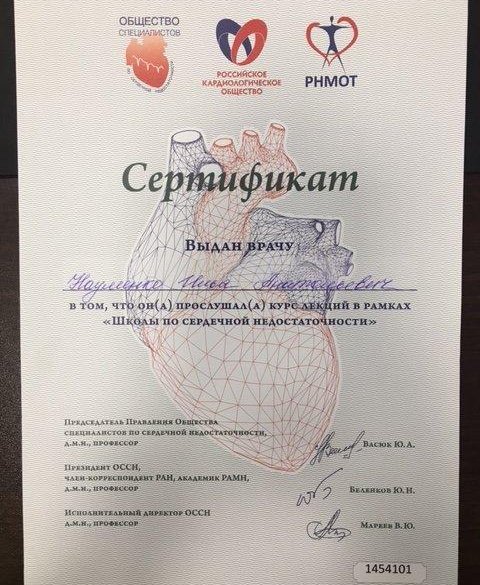 ОБЩЕСТВО
СПЕЦИАЛИСТОВ
РОССИЙСКОЕ
КАРДИОЛОГИЧЕСКОЕ
ОБЩЕСТВО
РНМОТ
Сертификат
Выдан врачу
Науменко Анатольевич
в том, что он(а) прослушал(а) курс лекций в рамках
«Школы по сердечной недостаточности»
Председатель Правления Общества
специалистов по сердечной недостаточности,
д.м.н., профессор
Васюк Ю.А.
Президент ОССН,
член-корреспондент РАН, академик РАМН,
д.м.н., профессор
Беленков Ю.Н.
Исполнительный директор ОССН
д.м.н., профессор
Мареев В.Ю.
1454101